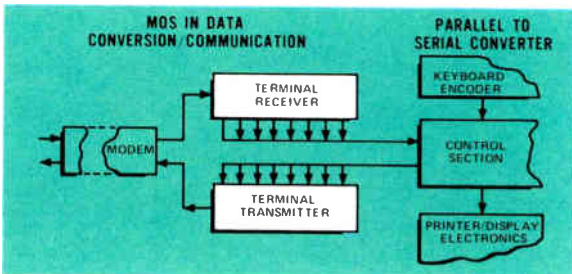 MOS IN DATA
CONVERSION/COMMUNICATION
PARALLEL TO
SERIAL CONVERTER
TERMINAL
RECEIVER
KEYBOARD
ENCODER
MODEM
CONTROL
SECTION
TERMINAL
TRANSMITTER
PRINTER/DISPLAY
ELECTRONICS